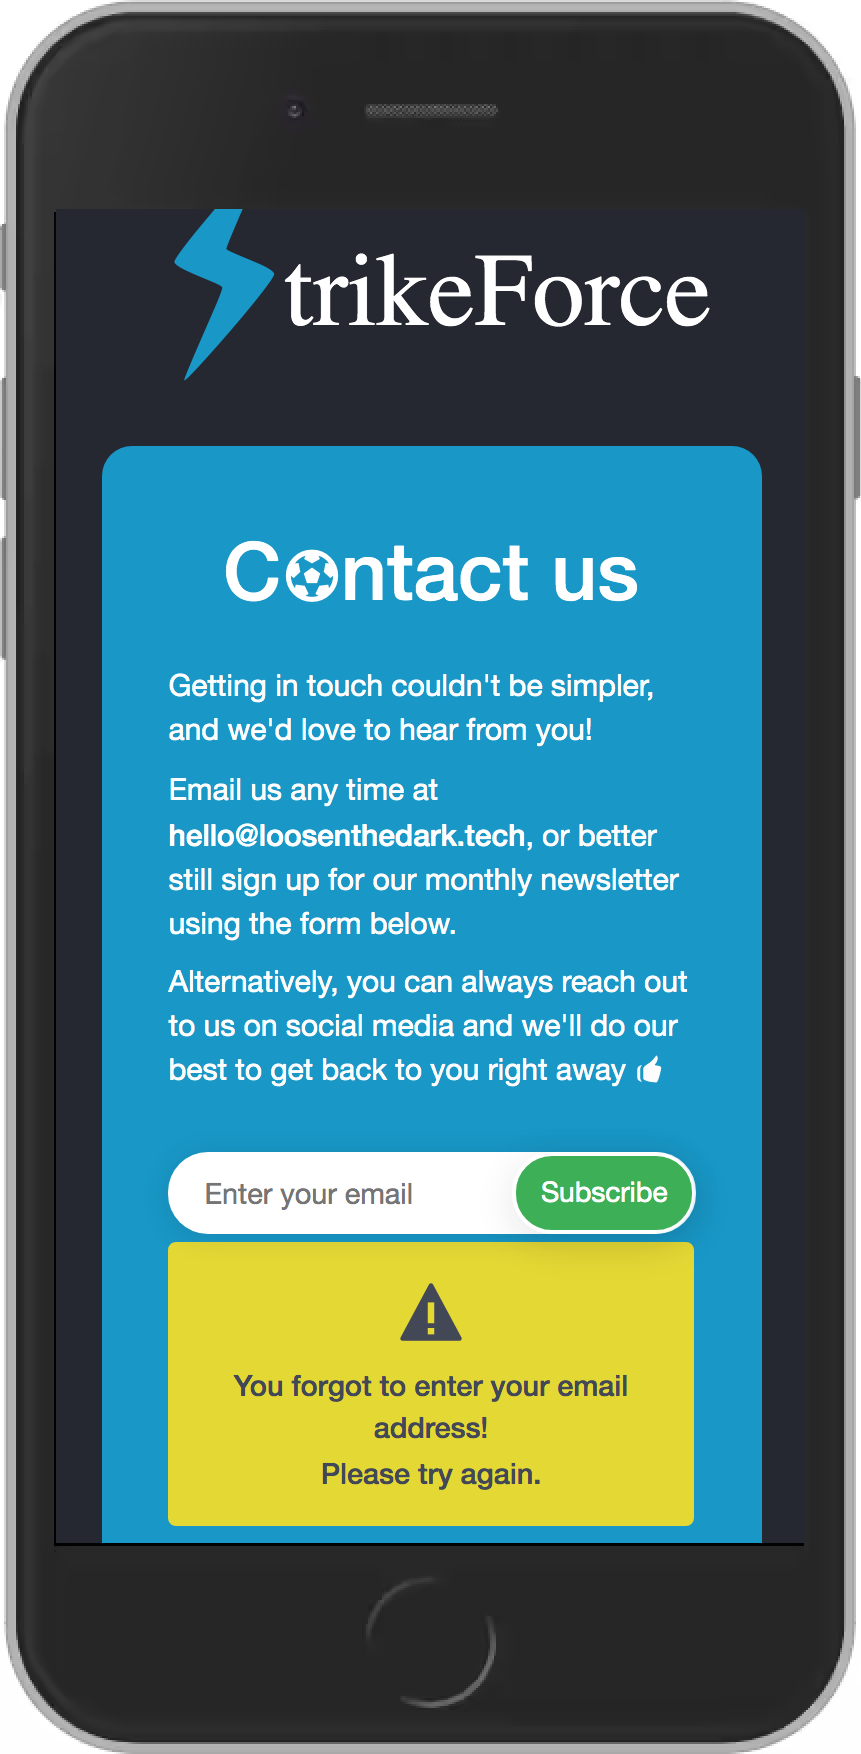 trikeForce
Contact us
Getting in touch couldn't be simpler,
and we'd love to hear from you!
Email us any time at
hello@loosenthedark.tech, or better
still sign up for our monthly newsletter
using the form below.
Alternatively, you can always reach out
to us on social media and we'll do our
best to get back to you right away
Enter your email
Subscribe
You forgot to enter your email
address!
Please try again.